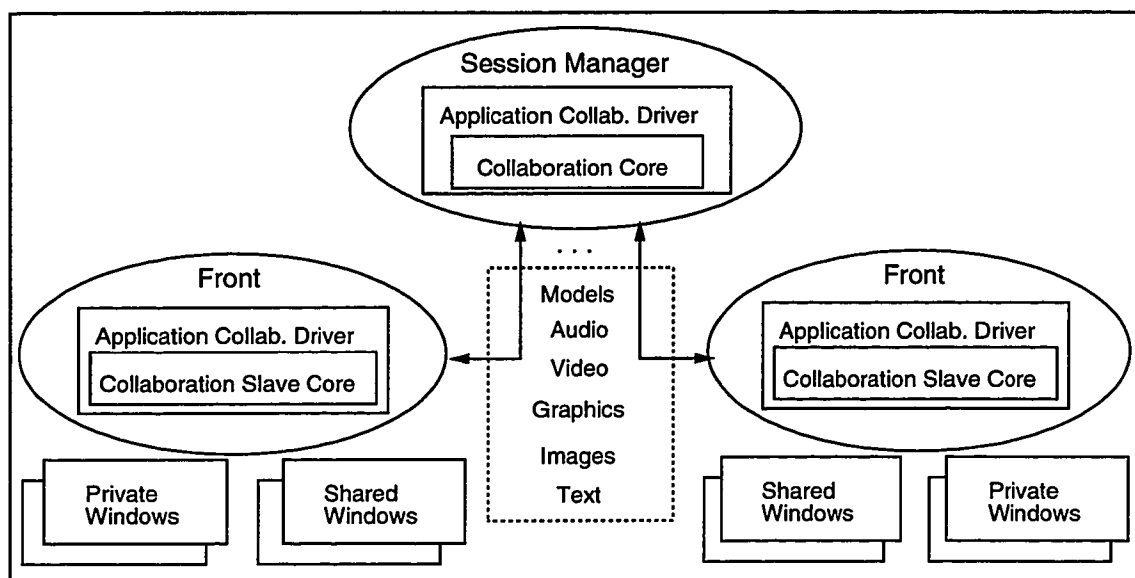 Session Manager
Application Collab. Driver
Collaboration Core
. . .
Front
Application Collab. Driver
Collaboration Slave Core
Models
Audio
Video
Graphics
Images
Text
Front
Application Collab. Driver
Collaboration Slave Core
Private
Windows
Shared
Windows
Shared
Windows
Private
Windows